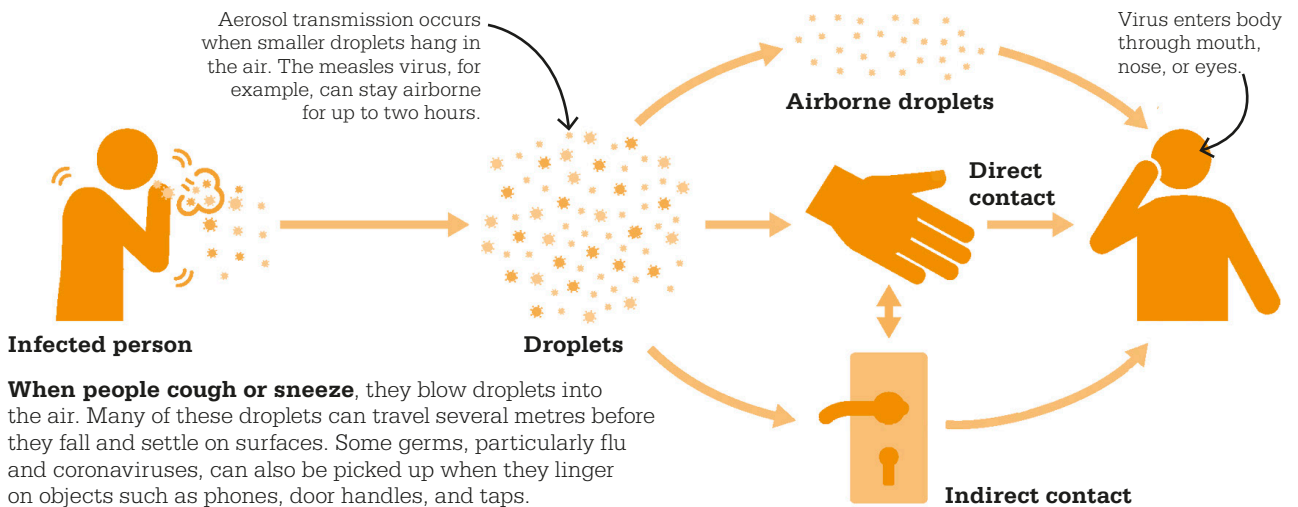 Aerosol transmission occurs
when smaller droplets hang in
the air. The measles virus, for
example, can stay airborne
for up to two hours.
Virus enters body
through mouth,
nose, or eyes.
Airborne droplets
Direct
contact
Infected person
Droplets
When people cough or sneeze, they blow droplets into
the air. Many of these droplets can travel several metres before
they fall and settle on surfaces. Some germs, particularly flu
and coronaviruses, can also be picked up when they linger
on objects such as phones, door handles, and taps.
Indirect contact